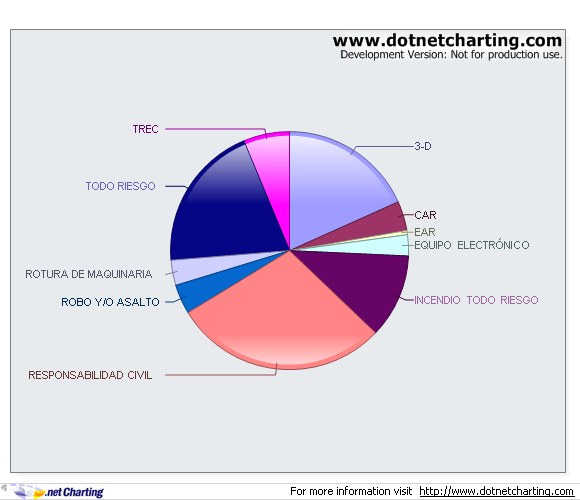 www.dotnetcharting.com
Development Version: Not for production use.
TREC
3-D
TODO RIESGO
CAR
EAR
EQUIPO ELECTRÓNICO
ROTURA DE MAQUINARIA
ROBO Y/O ASALTO
INCENDIO TODO RIESGO
RESPONSABILIDAD CIVIL
.net Charting
For more information visit http://www.dotnetcharting.com